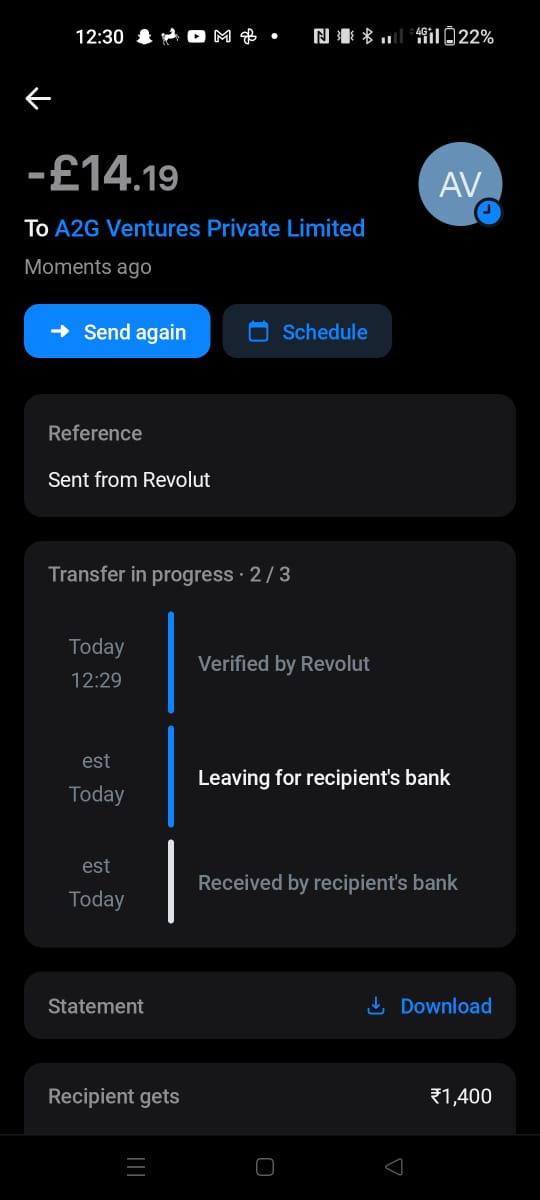 12:30
4G+
22%
-£14.19
AV
To A2G Ventures Private Limited
Moments ago
Send again
Schedule
Reference
Sent from Revolut
Transfer in progress · 2 / 3
Today
12:29
Verified by Revolut
est
Today
Leaving for recipient's bank
est
Today
Received by recipient's bank
Statement
Download
Recipient gets
₹1,400